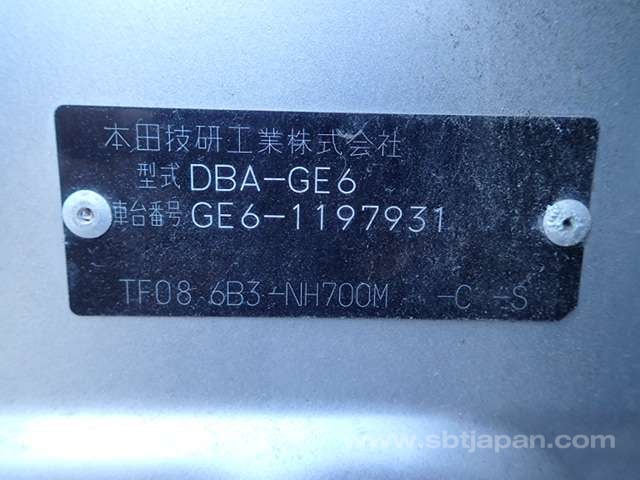 本田技研工業株式会社
型式 DBA-GE6
車台番号 GE6-1197931
TF08 6B3-NH700M -C -S
www.sbtjapan.com